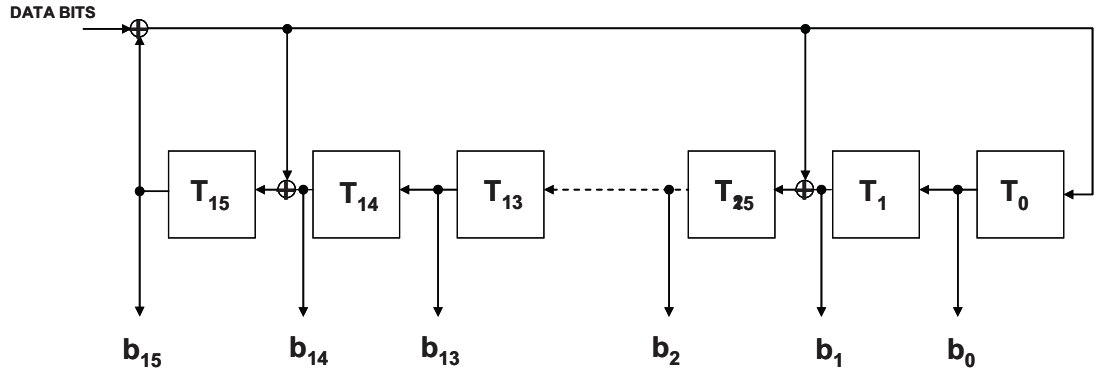 DATA BITS
T₁₅ T₁₄ T₁₃ T₁ T₀
b₁₅ b₁₄ b₁₃ b₂ b₁ b₀